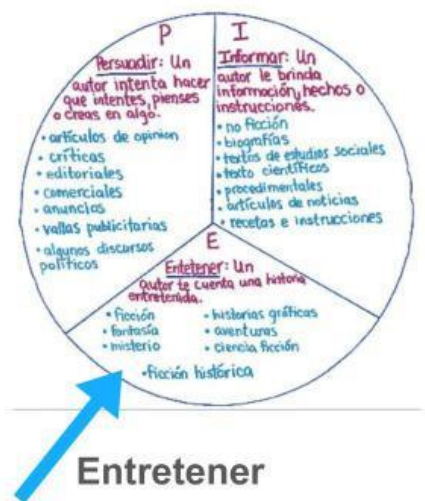 P
Persuadir: Un
autor intenta hacer
que intentes, pienses
o creas en algo.
• artículos de opinion
• críticas
• editoriales
• comerciales
• anuncios
• vallas publicitarias
• algunos discursos
políticos
I
Informar: Un
autor le brinda
información, hechos o
instrucciones.
• no ficción
• biografías
• textos de estudios sociales
• texto científicos
• procedimentales
• artículos de noticias
• recetas e instrucciones
E
Entetener: Un
autor te cuenta una historia
entretenida.
• ficción
• fantasía
• misterio
• historias gráficas
• aventuras
• ciencia ficción
• ficción histórica
Entretener